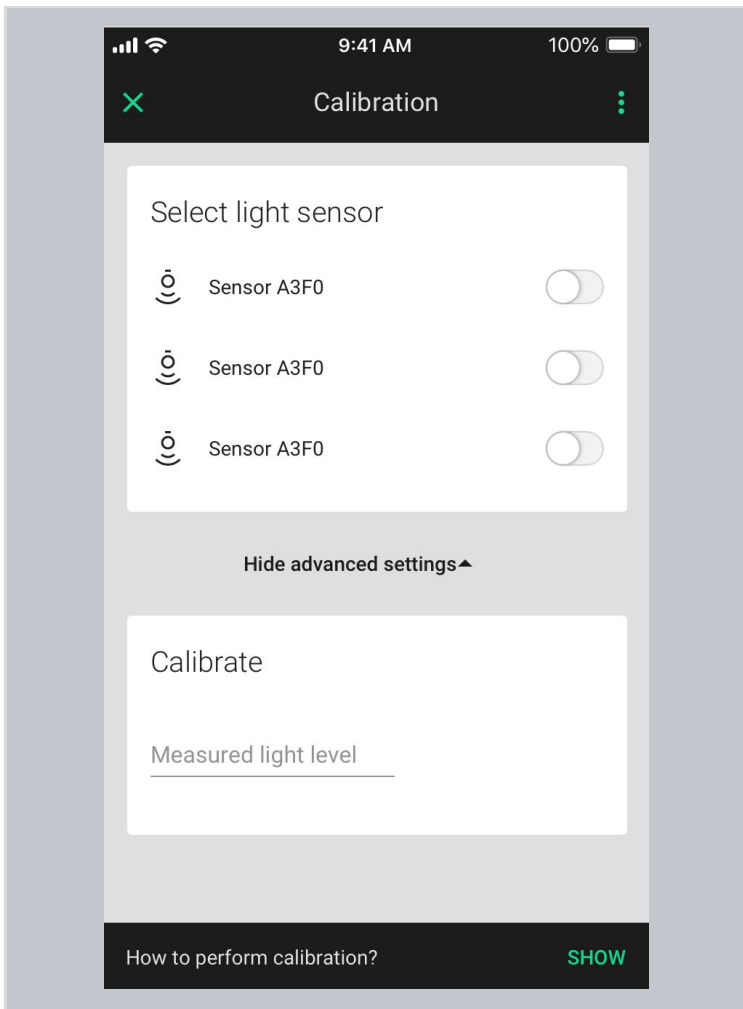 9:41 AM 100%
Calibration
Select light sensor
Sensor A3F0
Sensor A3F0
Sensor A3F0
Hide advanced settings
Calibrate
Measured light level
How to perform calibration? SHOW